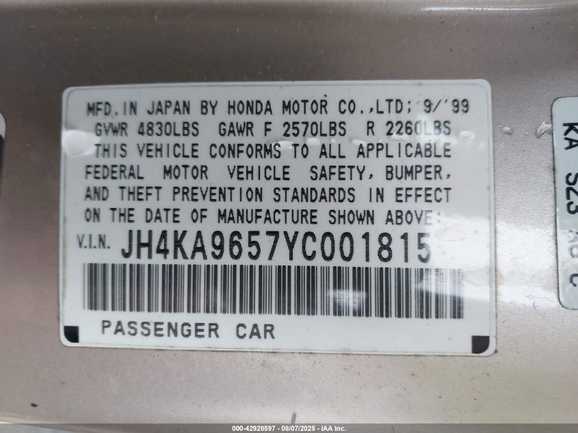 MFD. IN JAPAN BY HONDA MOTOR CO.,LTD; 9/'99
GVWR 4830LBS GAWR F 2570LBS R 2260LBS
THIS VEHICLE CONFORMS TO ALL APPLICABLE
FEDERAL MOTOR VEHICLE SAFETY, BUMPER,
AND THEFT PREVENTION STANDARDS IN EFFECT
ON THE DATE OF MANUFACTURE SHOWN ABOVE:
V.I.N. JH4KA9657YC001815
PASSENGER CAR
KA
000-42926597 - 08/07/2025 - IAA Inc.